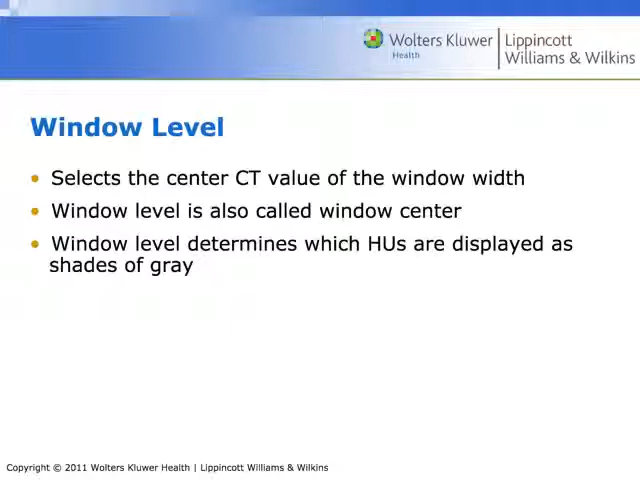 Wolters Kluwer
Health
Lippincott
Williams & Wilkins
Window Level
• Selects the center CT value of the window width
• Window level is also called window center
• Window level determines which HUs are displayed as
shades of gray
Copyright © 2011 Wolters Kluwer Health | Lippincott Williams & Wilkins